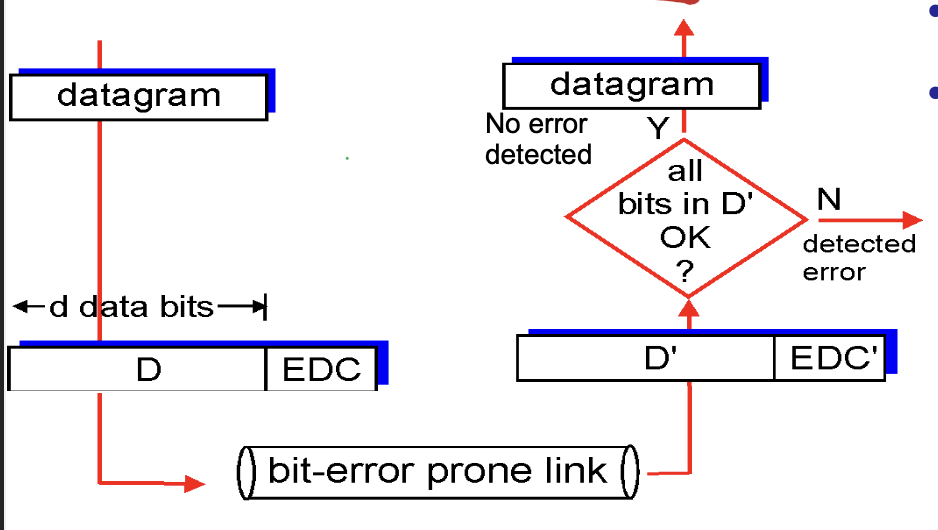 datagram
d data bits
D
EDC
bit-error prone link
datagram
No error
detected
Y
all
bits in D'
OK
?
N
detected
error
D'
EDC'